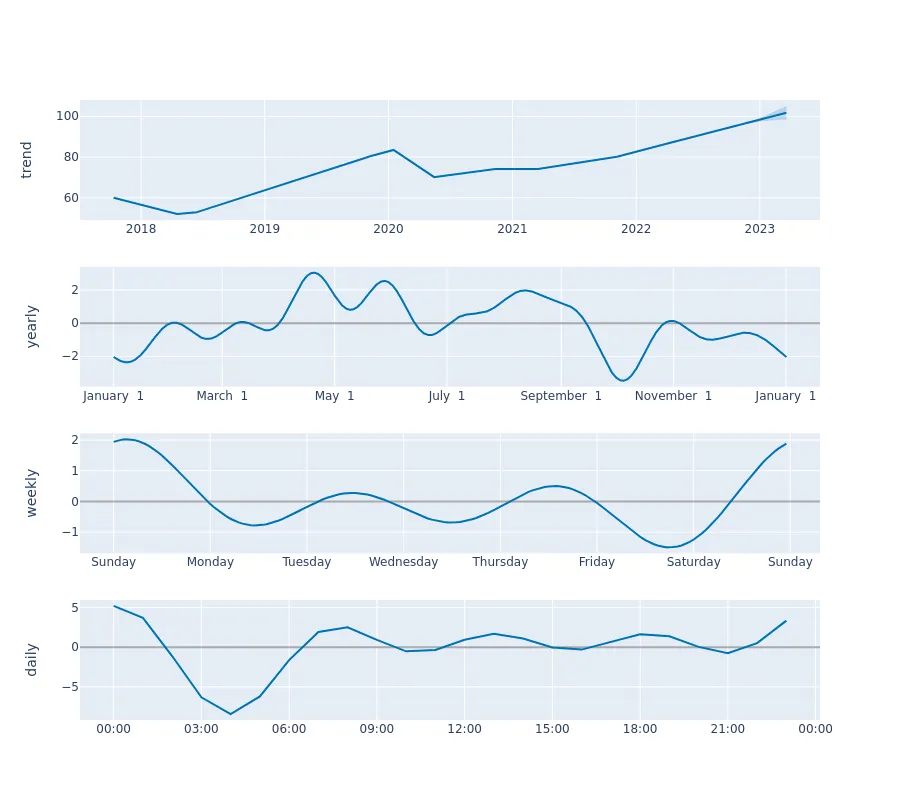 trend
100
80
60
2018 2019 2020 2021 2022 2023
yearly
2
0
−2
January 1 March 1 May 1 July 1 September 1 November 1 January 1
weekly
2
1
0
−1
Sunday Monday Tuesday Wednesday Thursday Friday Saturday Sunday
daily
5
0
−5
00:00 03:00 06:00 09:00 12:00 15:00 18:00 21:00 00:00